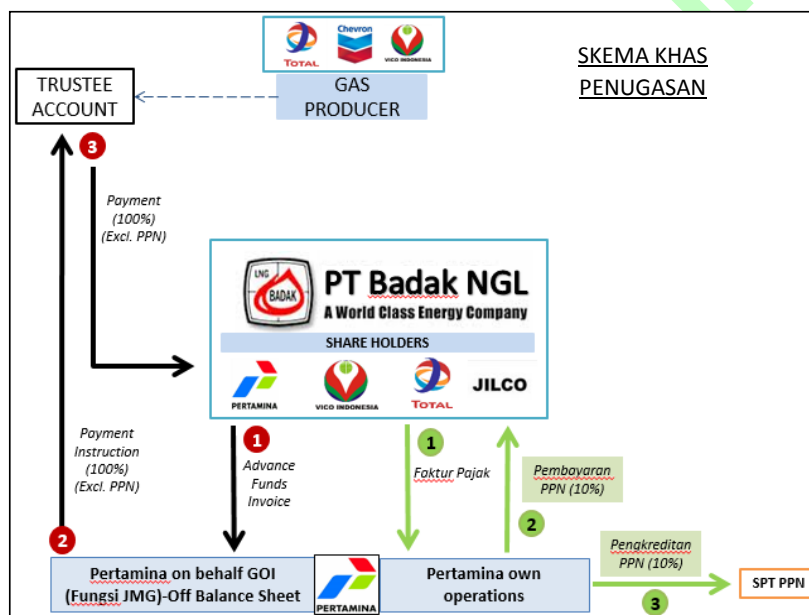 TOTAL
Chevron
VICO INDONESIA
SKEMA KHAS
PENUGASAN
TRUSTEE
ACCOUNT
GAS
PRODUCER
3
Payment
(100%)
(Excl. PPN)
LNG
BADAK
PT Badak NGL
A World Class Energy Company
SHARE HOLDERS
PERTAMINA
VICO INDONESIA
TOTAL
JILCO
Payment
Instruction
(100%)
(Excl. PPN)
2
1
Advance
Funds
Invoice
1
Faktur Pajak
Pembayaran
PPN (10%)
2
Pertamina on behalf GOI
(Fungsi JMG)-Off Balance Sheet
PERTAMINA
Pertamina own
operations
Pengkreditan
PPN (10%)
3
SPT PPN